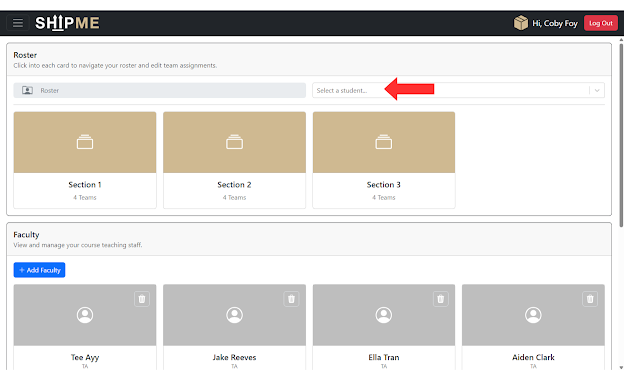 SHIPME
Hi, Coby Foy
Log Out
Roster
Click into each card to navigate your roster and edit team assignments.
Roster
Select a student...
Section 1
4 Teams
Section 2
4 Teams
Section 3
4 Teams
Faculty
View and manage your course teaching staff.
+ Add Faculty
Tee Ayy
TA
Jake Reeves
TA
Ella Tran
TA
Aiden Clark
TA